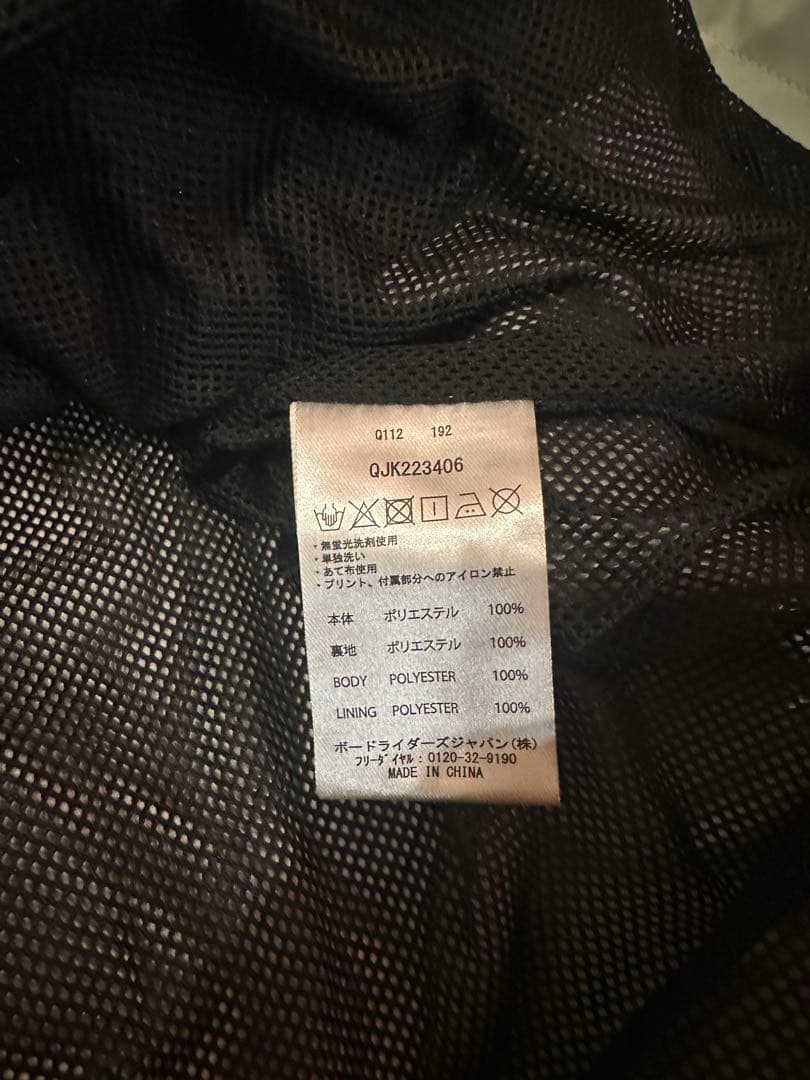 Q112 192
QJK223406
・無蛍光洗剤使用
・単独洗い
・あて布使用
・プリント、付属部分へのアイロン禁止
本体 ポリエステル 100%
裏地 ポリエステル 100%
BODY POLYESTER 100%
LINING POLYESTER 100%
ボードライダーズジャパン(株)
フリーダイヤル:0120-32-9190
MADE IN CHINA